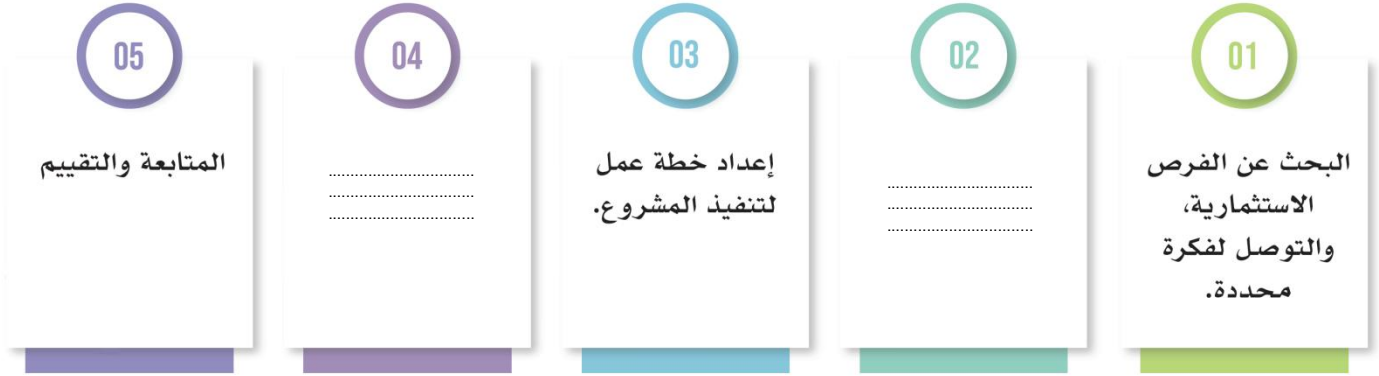 01
البحث عن الفرص
الاستثمارية،
والتوصل لفكرة
محددة.
02
..............................
..............................
..............................
03
إعداد خطة عمل
لتنفيذ المشروع.
04
..............................
..............................
..............................
05
المتابعة والتقييم